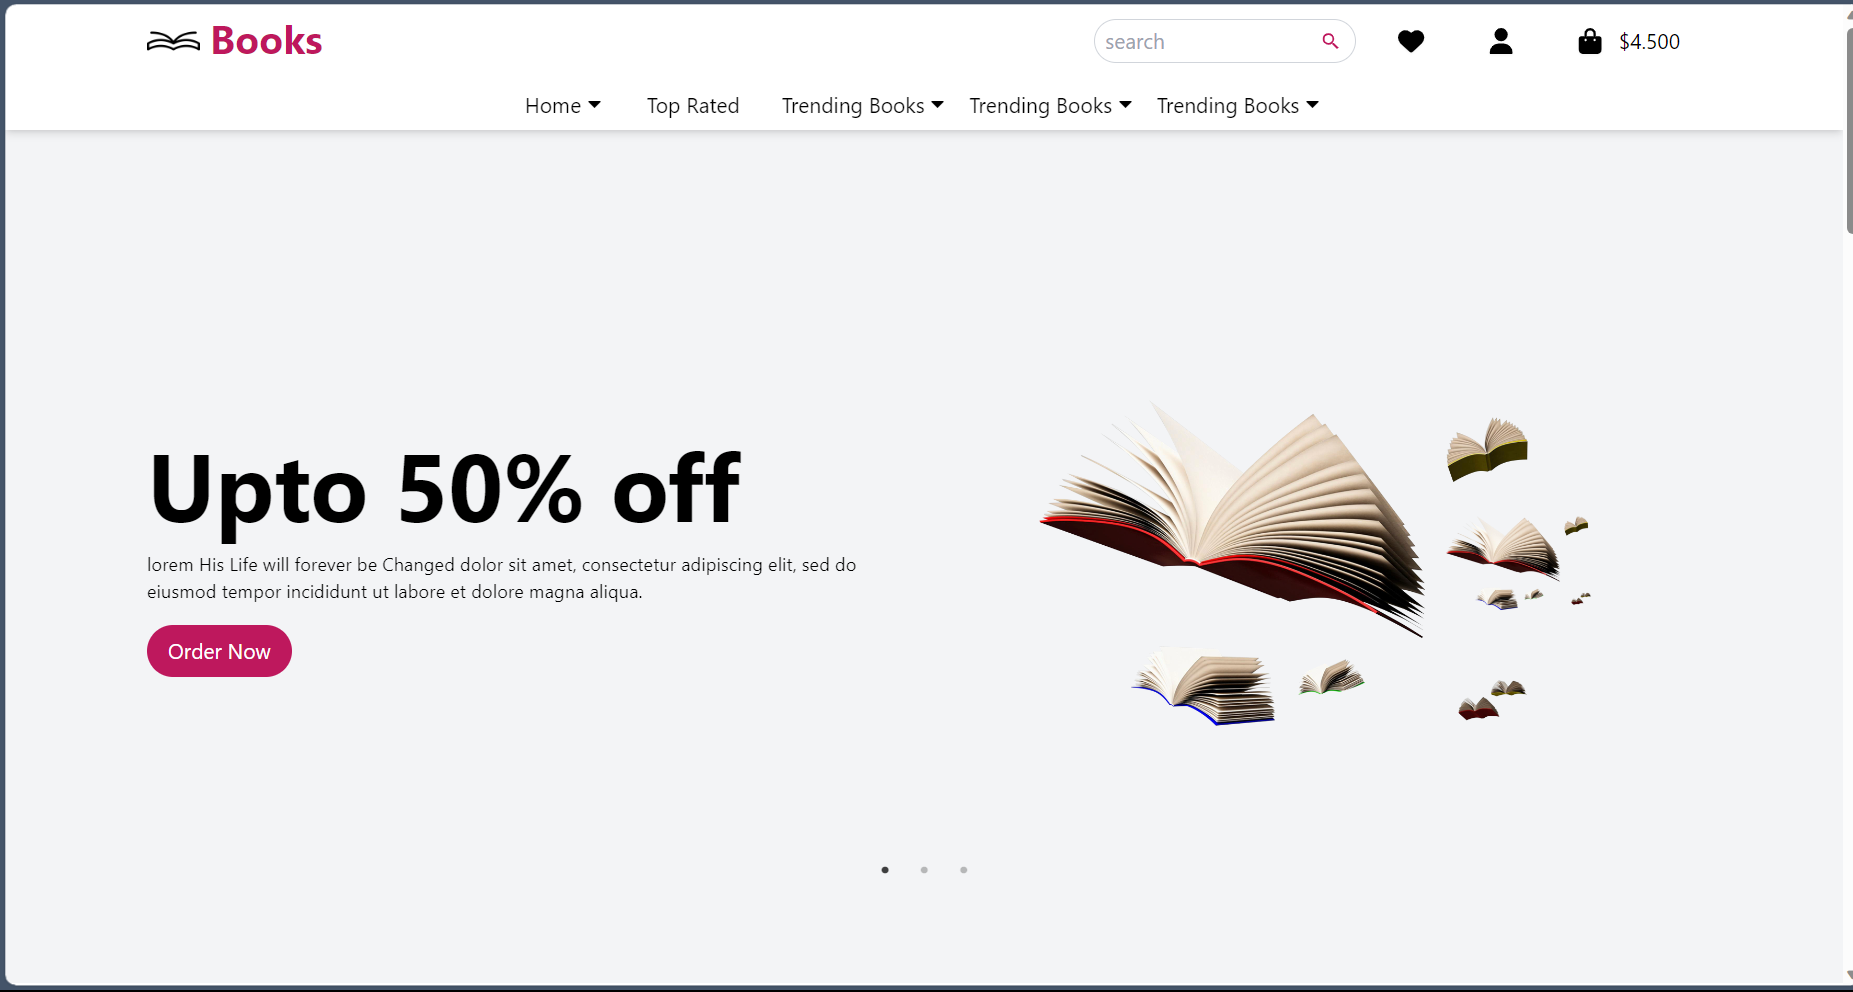 Books
search
$4.500
Home
Top Rated
Trending Books
Trending Books
Trending Books
Upto 50% off
lorem His Life will forever be Changed dolor sit amet, consectetur adipiscing elit, sed do
eiusmod tempor incididunt ut labore et dolore magna aliqua.
Order Now